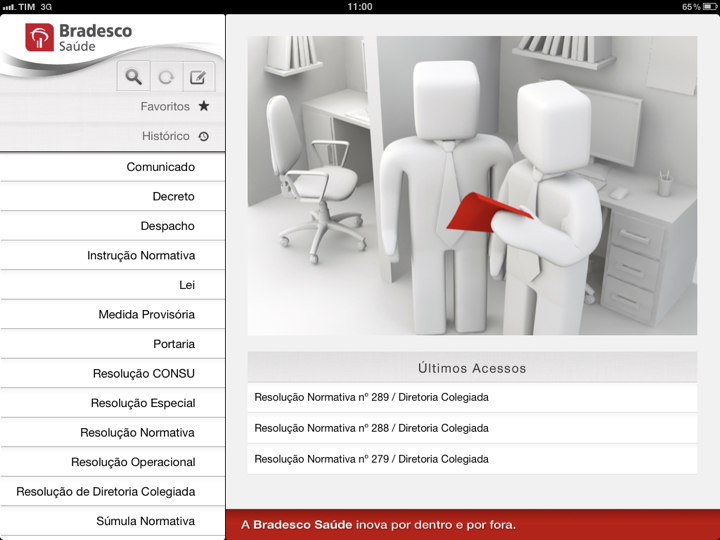 TIM 3G 11:00 65%
Bradesco
Saúde
Favoritos
Histórico
Comunicado
Decreto
Despacho
Instrução Normativa
Lei
Medida Provisória
Portaria
Resolução CONSU
Resolução Especial
Resolução Normativa
Resolução Operacional
Resolução de Diretoria Colegiada
Súmula Normativa
Últimos Acessos
Resolução Normativa nº 289 / Diretoria Colegiada
Resolução Normativa nº 288 / Diretoria Colegiada
Resolução Normativa nº 279 / Diretoria Colegiada
A Bradesco Saúde inova por dentro e por fora.